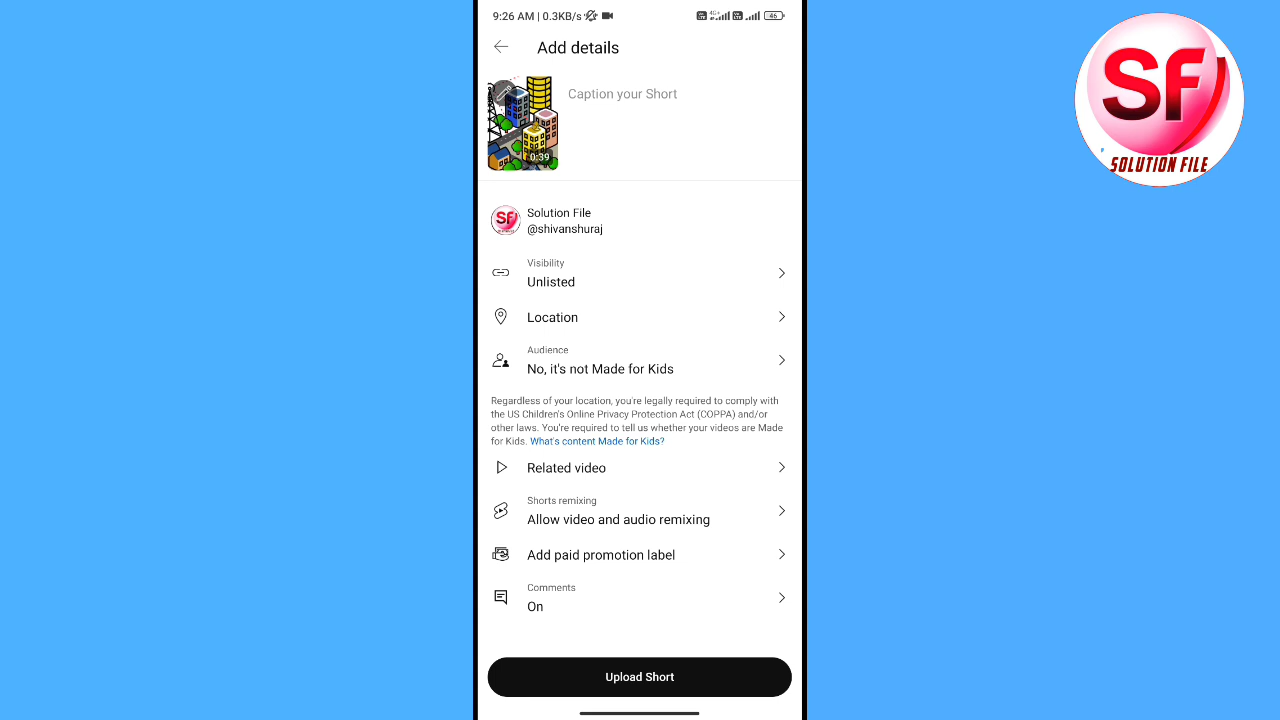 9:26 AM | 0.3KB/s
4G+
46
Add details
Caption your Short
0:39
SF
SOLUTION FILE
SF
Solution File
@shivanshuraj
Visibility
Unlisted
Location
Audience
No, it's not Made for Kids
Regardless of your location, you're legally required to comply with
the US Children's Online Privacy Protection Act (COPPA) and/or
other laws. You're required to tell us whether your videos are Made
for Kids. What's content Made for Kids?
Related video
Shorts remixing
Allow video and audio remixing
Add paid promotion label
Comments
On
Upload Short